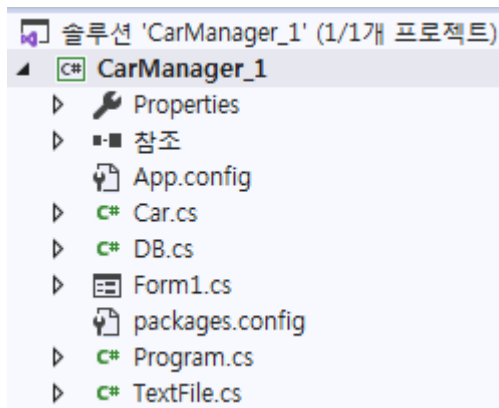 솔루션 'CarManager_1' (1/1개 프로젝트)
C# CarManager_1
Properties
참조
App.config
C# Car.cs
C# DB.cs
Form1.cs
packages.config
C# Program.cs
C# TextFile.cs